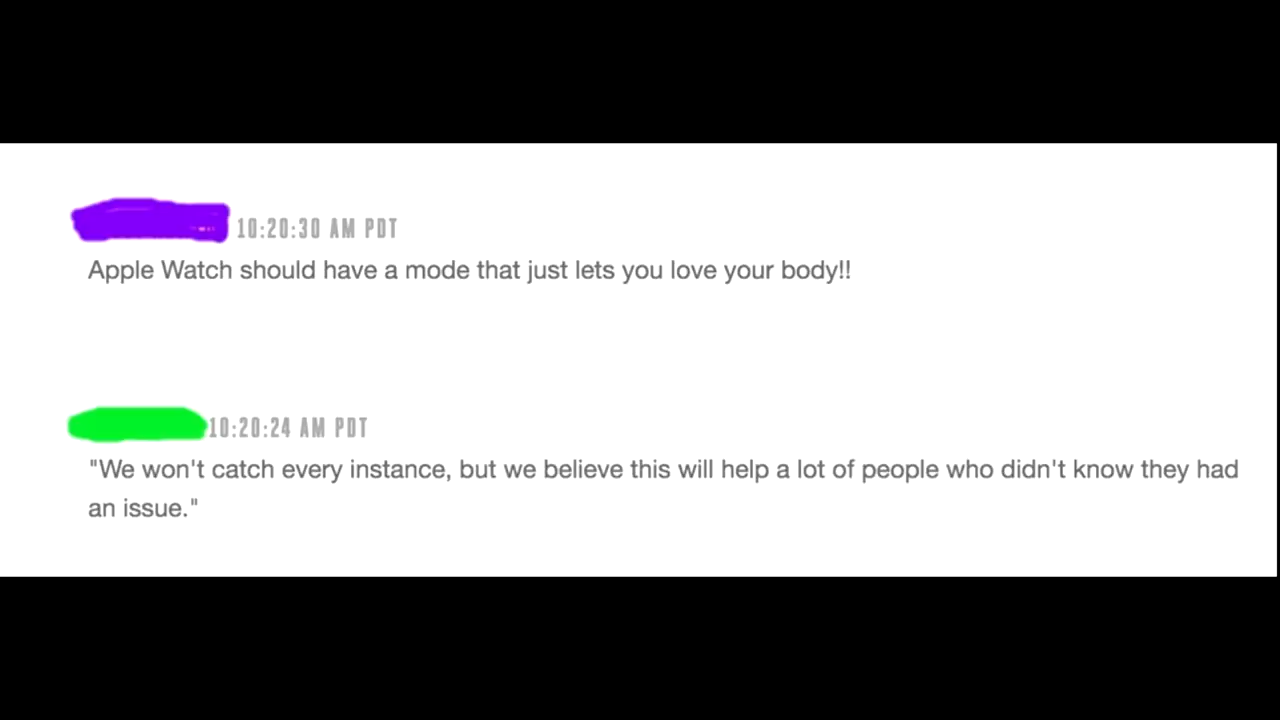 10:20:30 AM PDT
Apple Watch should have a mode that just lets you love your body!!
10:20:24 AM PDT
"We won't catch every instance, but we believe this will help a lot of people who didn't know they had
an issue."